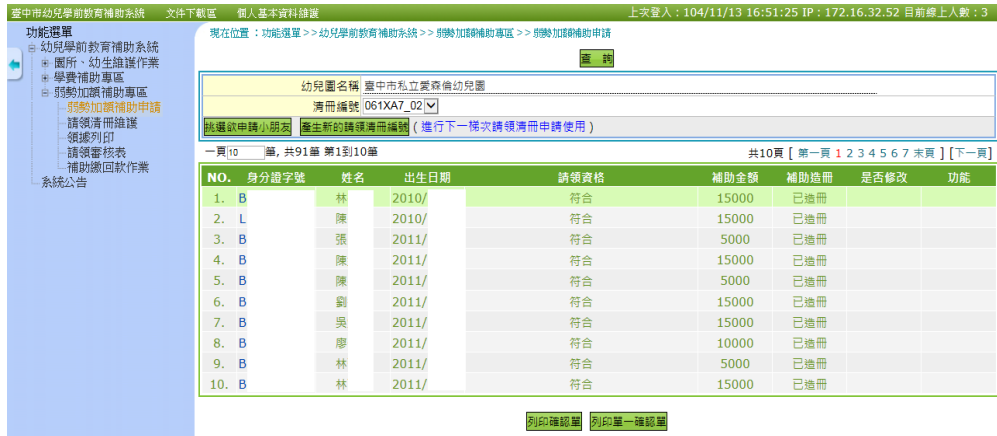 臺中市幼兒學前教育補助系統 文件下載區 個人基本資料維護 上次登入：104/11/13 16:51:25 IP：172.16.32.52 目前線上人數：3
功能選單
幼兒學前教育補助系統
園所、幼生維護作業
學費補助專區
弱勢加額補助專區
弱勢加額補助申請
請領清冊維護
領據列印
請領審核表
補助繳回款作業
系統公告
現在位置：功能選單>>幼兒學前教育補助系統>>弱勢加額補助專區>>弱勢加額補助申請
查 詢
幼兒園名稱 臺中市私立愛森倫幼兒園
清冊編號 061XA7_02
挑選欲申請小朋友 產生新的請領清冊編號 (進行下一梯次請領清冊申請使用)
一頁10 筆, 共91筆 第1到10筆 共10頁 [ 第一頁 1 2 3 4 5 6 7 末頁 ] [下一頁]
NO. 身分證字號 姓名 出生日期 請領資格 補助金額 補助造冊 是否修改 功能
1. B 林 2010/ 符合 15000 已造冊
2. L 陳 2010/ 符合 15000 已造冊
3. B 張 2011/ 符合 5000 已造冊
4. B 陳 2011/ 符合 15000 已造冊
5. B 陳 2011/ 符合 5000 已造冊
6. B 劉 2011/ 符合 15000 已造冊
7. B 吳 2011/ 符合 15000 已造冊
8. B 廖 2011/ 符合 10000 已造冊
9. B 林 2011/ 符合 5000 已造冊
10. B 林 2011/ 符合 15000 已造冊
列印確認單 列印單一確認單